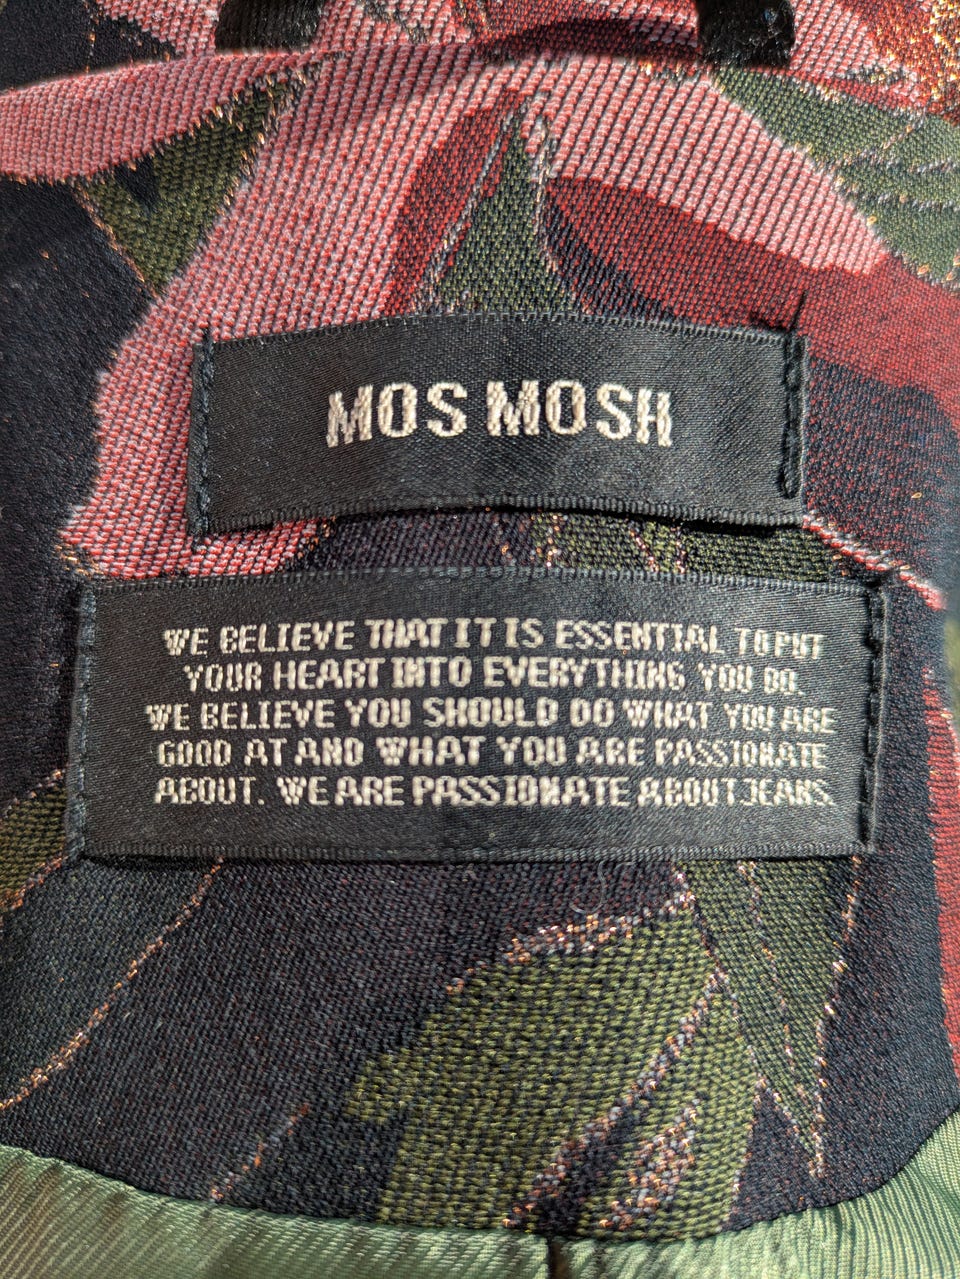 MOS MOSH
WE BELIEVE THAT IT IS ESSENTIAL TO PUT
YOUR HEART INTO EVERYTHING YOU DO.
WE BELIEVE YOU SHOULD DO WHAT YOU ARE
GOOD AT AND WHAT YOU ARE PASSIONATE
ABOUT. WE ARE PASSIONATE ABOUT JEANS.